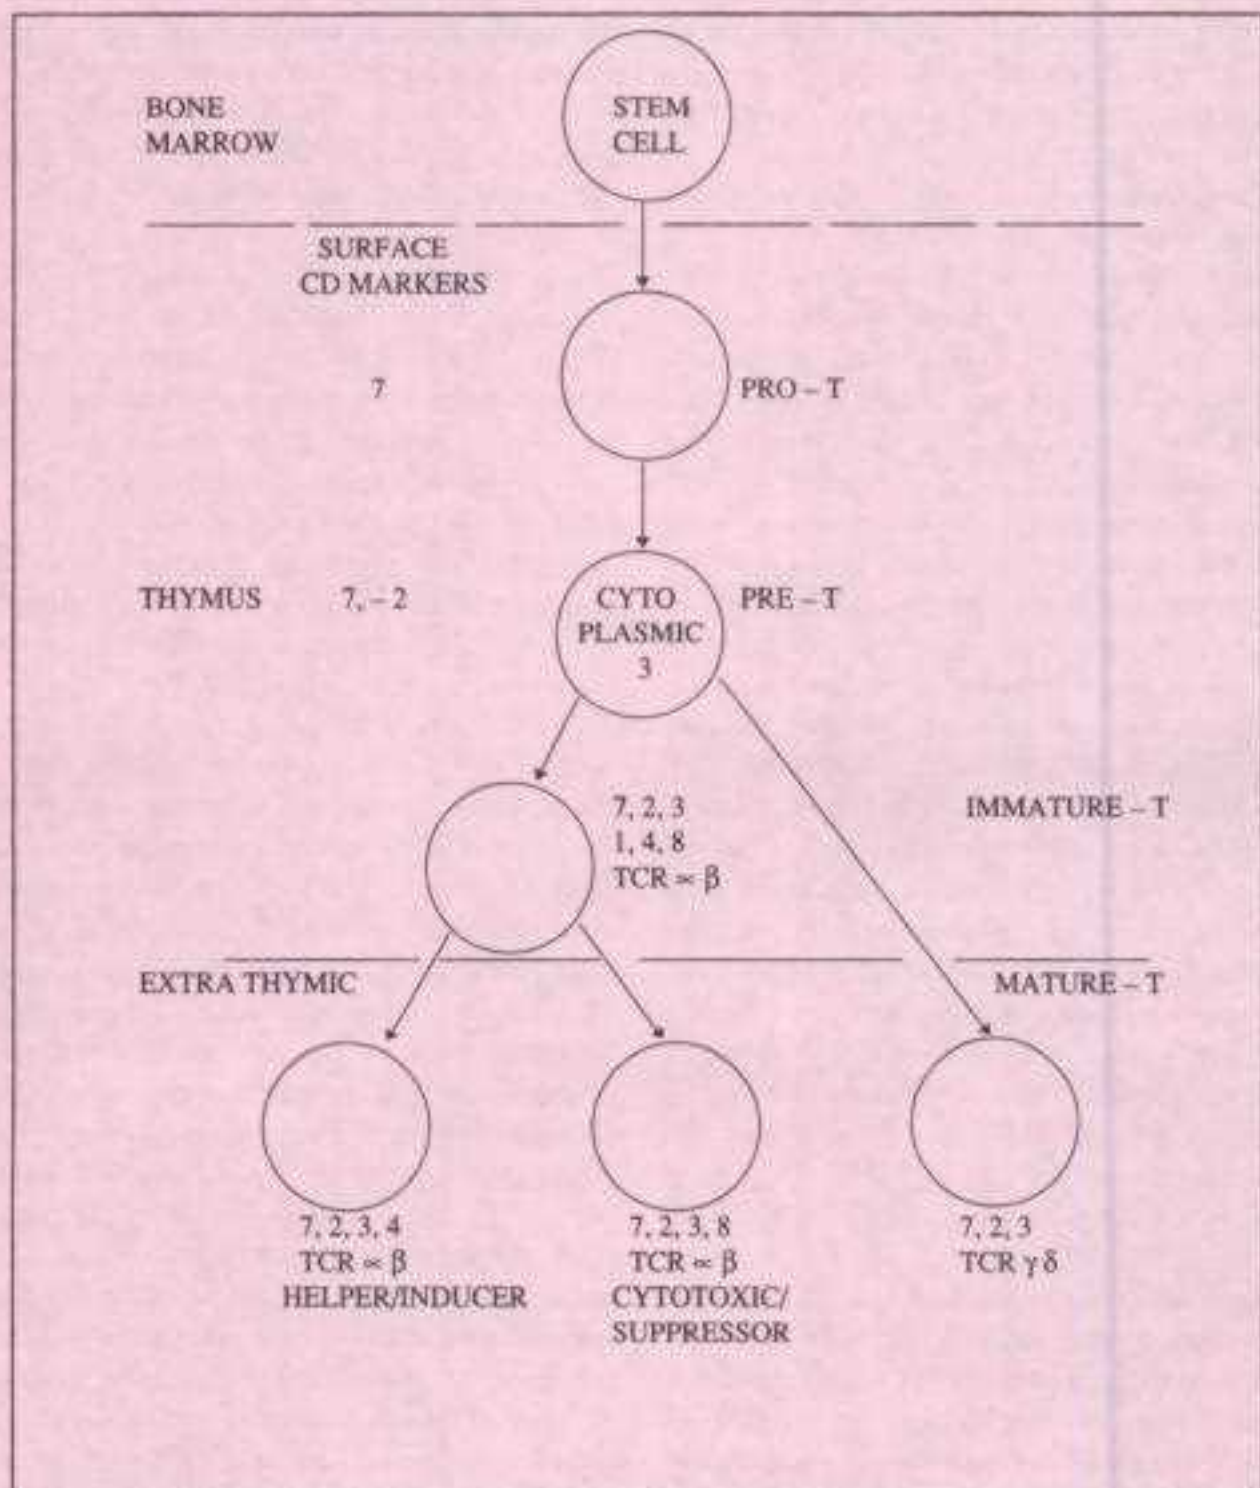 BONE
MARROW
STEM
CELL
SURFACE
CD MARKERS
7
PRO – T
THYMUS
7, – 2
CYTO
PLASMIC
3
PRE – T
7, 2, 3
1, 4, 8
TCR ∝ β
IMMATURE – T
EXTRA THYMIC
MATURE – T
7, 2, 3, 4
TCR ∝ β
HELPER/INDUCER
7, 2, 3, 8
TCR ∝ β
CYTOTOXIC/
SUPPRESSOR
7, 2, 3
TCR γ δ